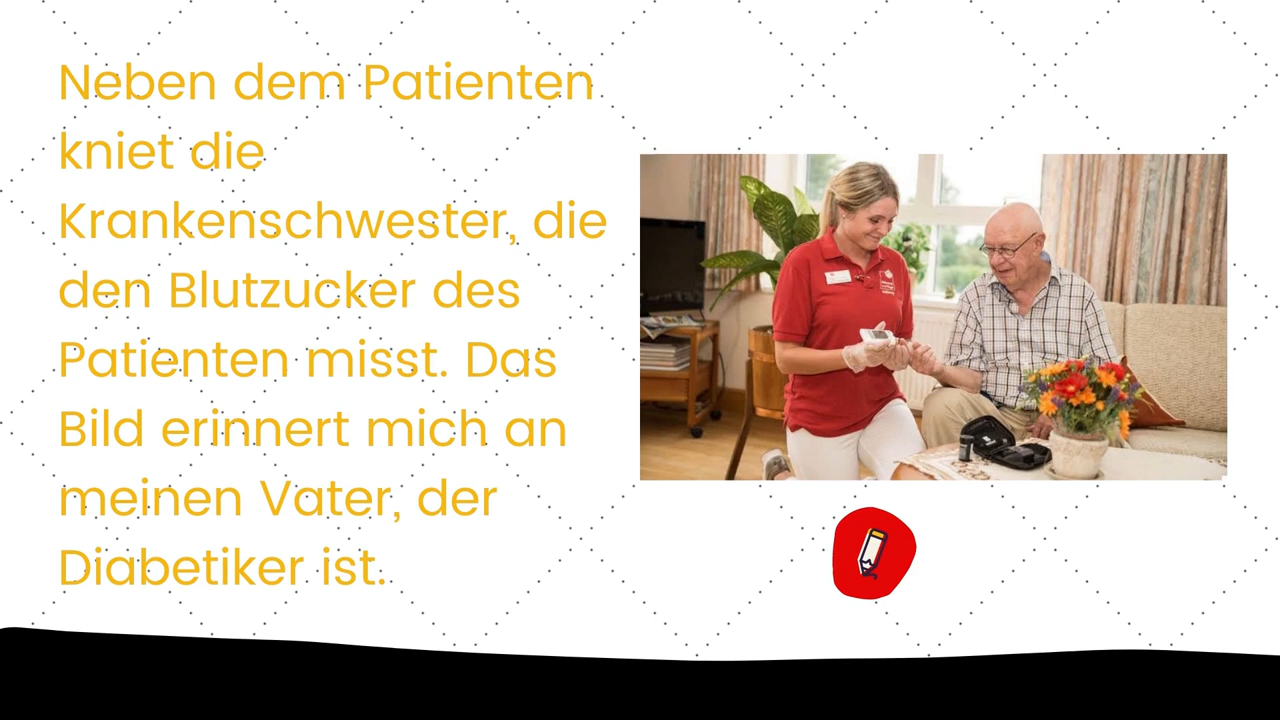 Neben dem Patienten
kniet die
Krankenschwester, die
den Blutzucker des
Patienten misst. Das
Bild erinnert mich an
meinen Vater, der
Diabetiker ist.